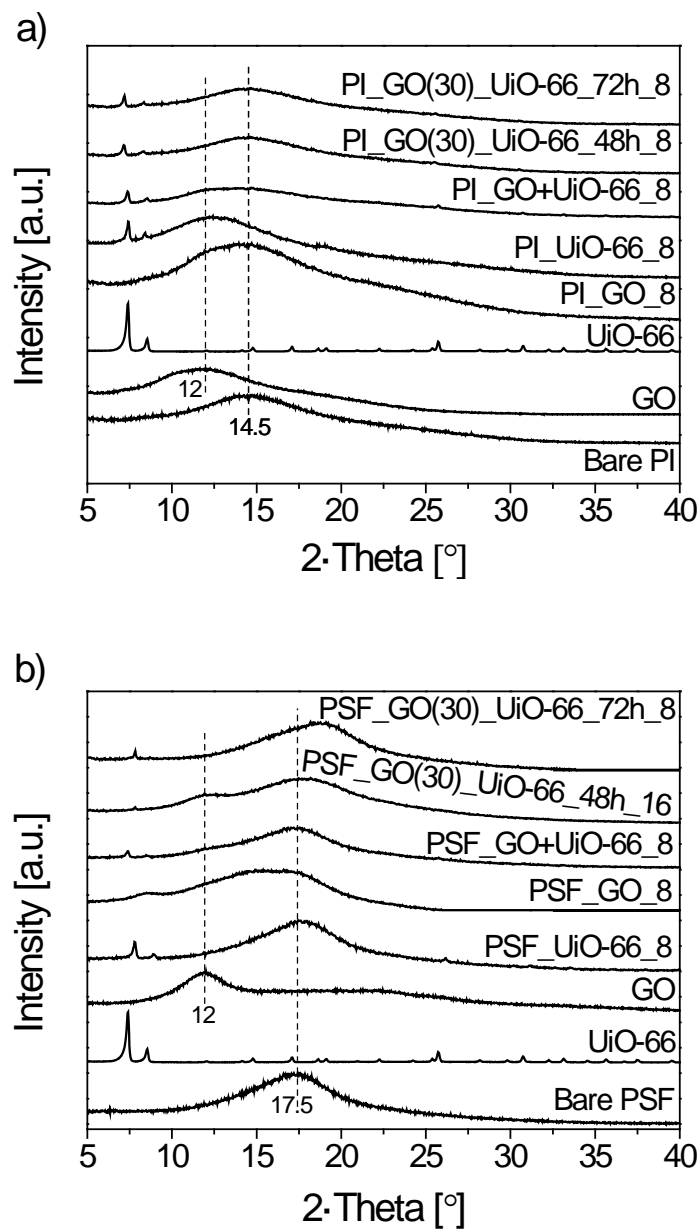 a)
Intensity [a.u.]
PI_GO(30)_UiO-66_72h_8
PI_GO(30)_UiO-66_48h_8
PI_GO+UiO-66_8
PI_UiO-66_8
PI_GO_8
UiO-66
12
GO
14.5
Bare PI
5 10 15 20 25 30 35 40
2·Theta [°]
b)
Intensity [a.u.]
PSF_GO(30)_UiO-66_72h_8
PSF_GO(30)_UiO-66_48h_16
PSF_GO+UiO-66_8
PSF_GO_8
PSF_UiO-66_8
GO
12
UiO-66
17.5
Bare PSF
5 10 15 20 25 30 35 40
2·Theta [°]